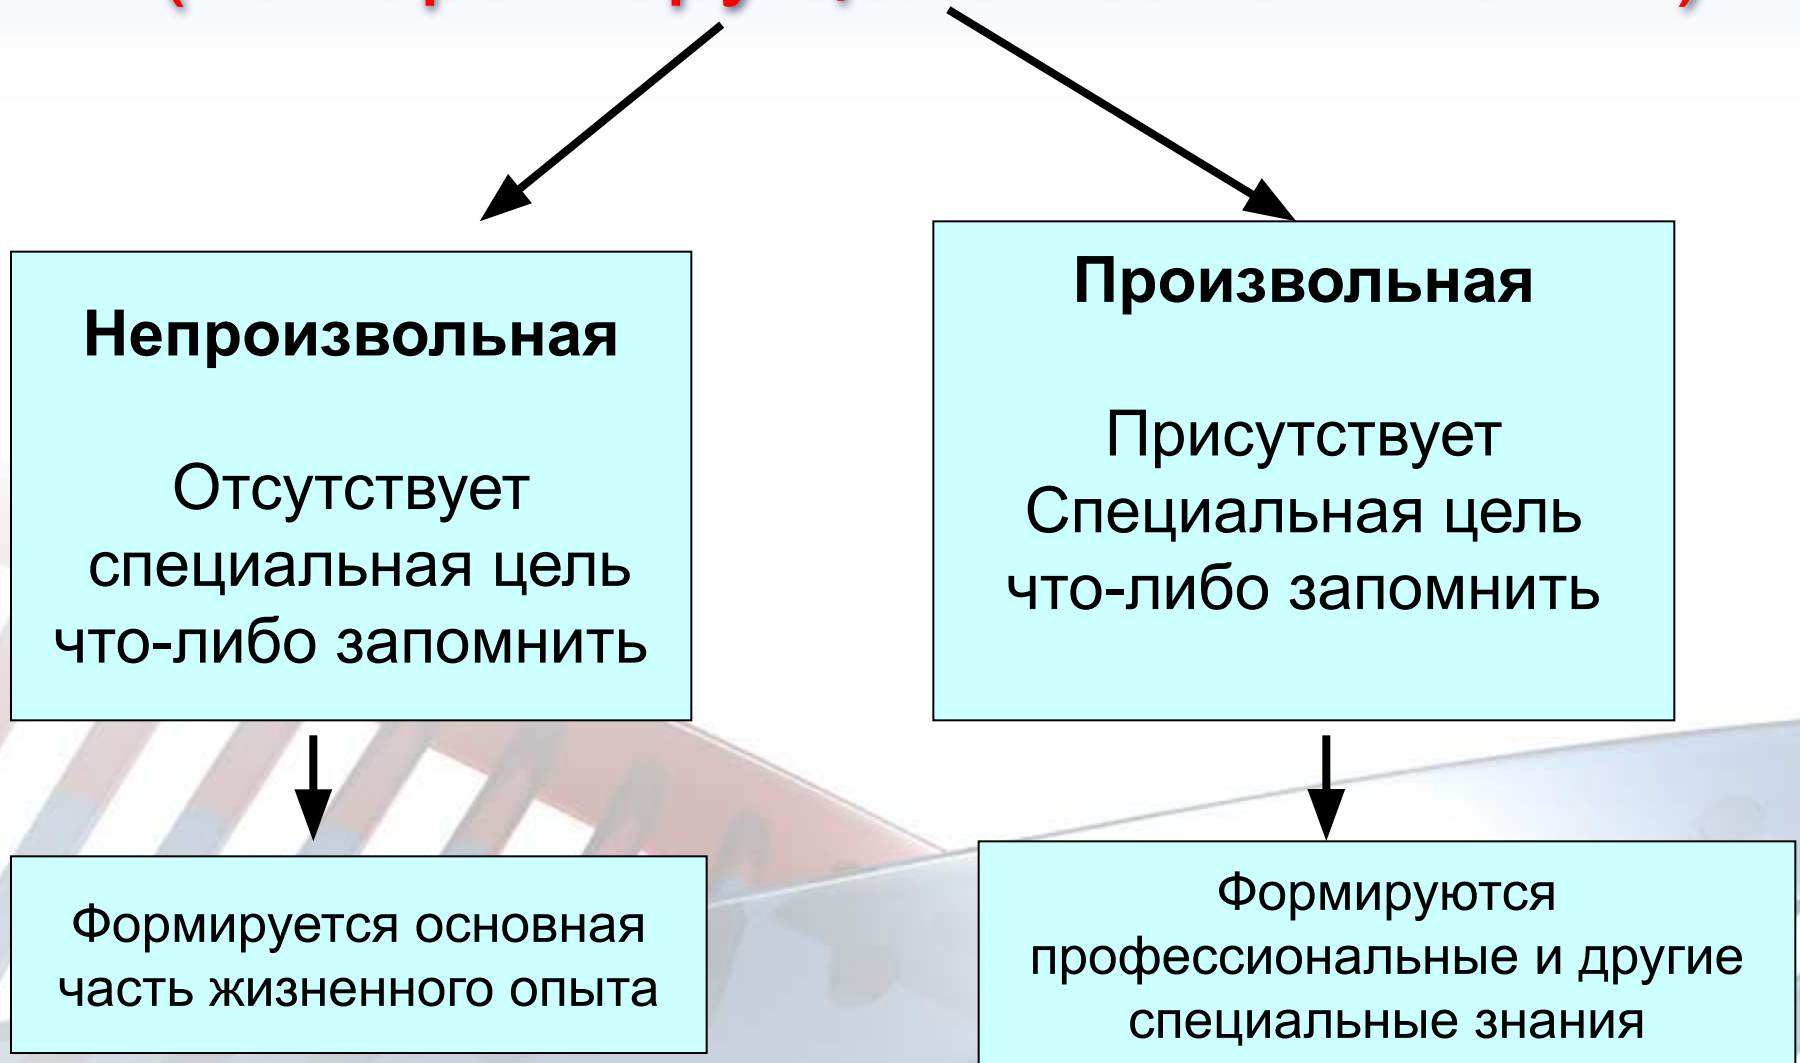 Непроизвольная
Отсутствует
специальная цель
что-либо запомнить
Произвольная
Присутствует
Специальная цель
что-либо запомнить
Формируется основная
часть жизненного опыта
Формируются
профессиональные и другие
специальные знания